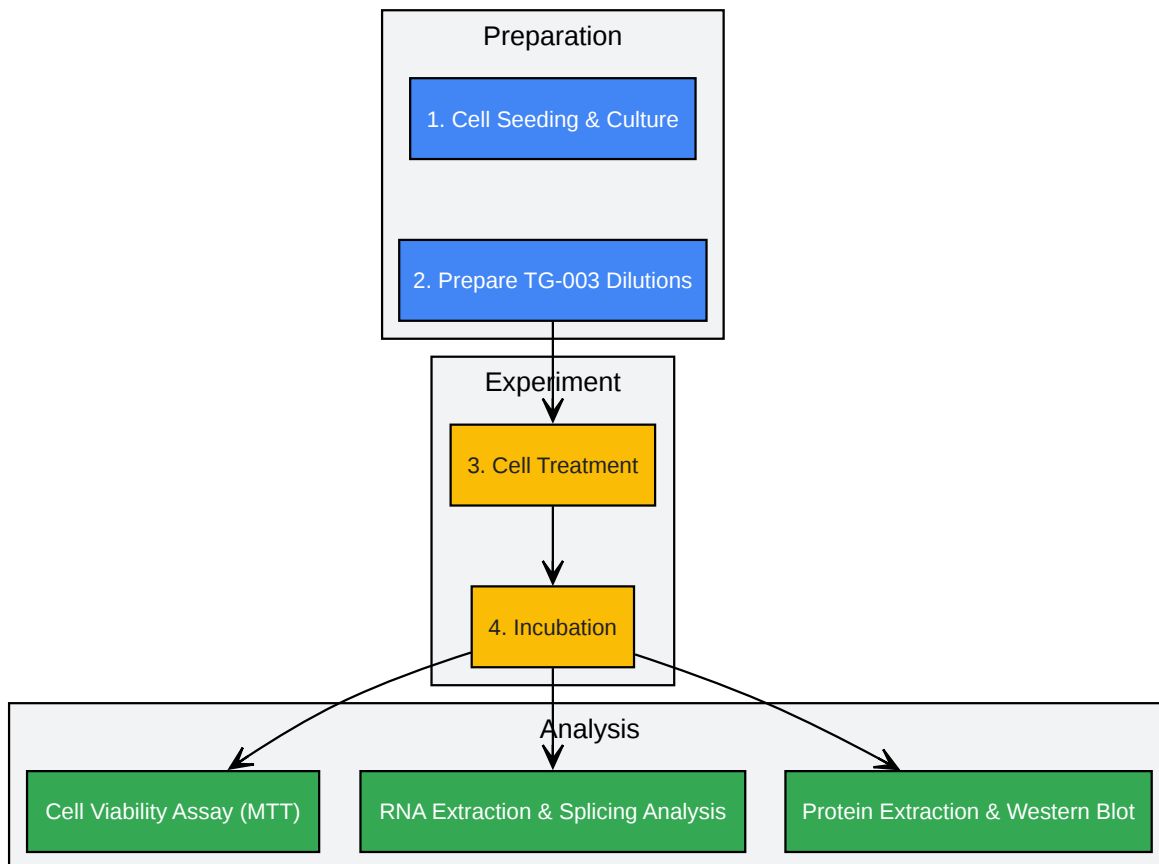 Preparation
1. Cell Seeding & Culture
2. Prepare TG-003 Dilutions
Experiment
3. Cell Treatment
4. Incubation
Analysis
Cell Viability Assay (MTT)
RNA Extraction & Splicing Analysis
Protein Extraction & Western Blot